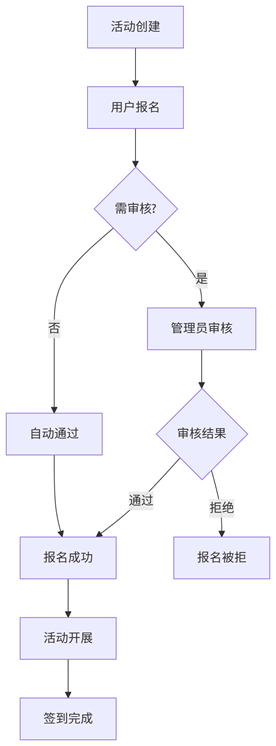 活动创建
用户报名
需审核?
否
是
自动通过
管理员审核
审核结果
通过
拒绝
报名成功
报名被拒
活动开展
签到完成